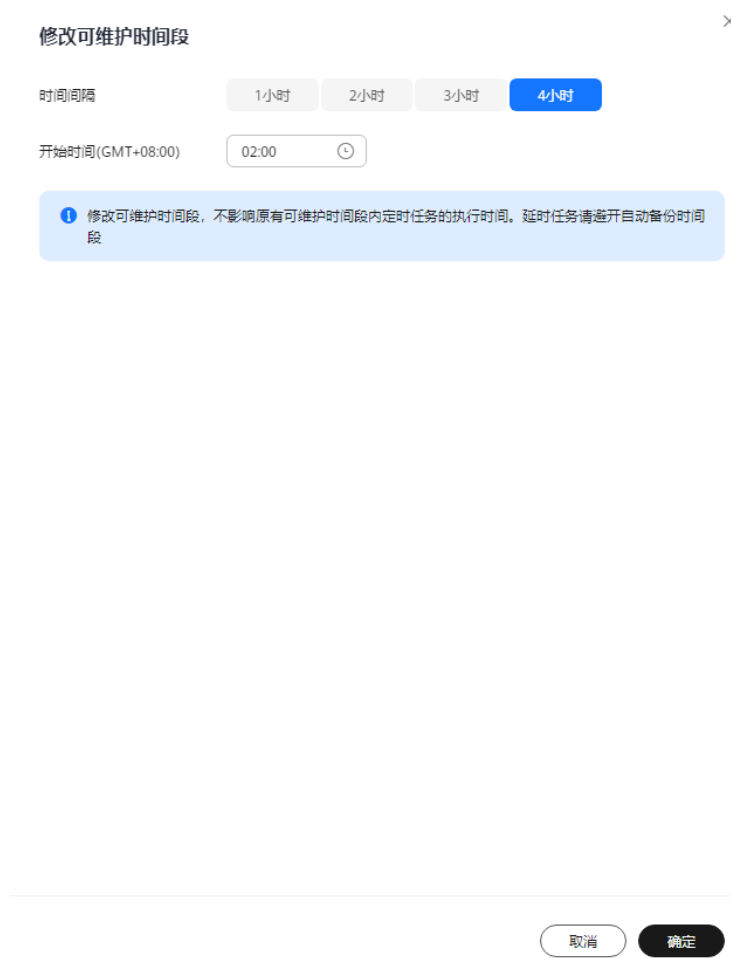 修改可维护时间段
时间间隔 1小时 2小时 3小时 4小时
开始时间(GMT+08:00) 02:00
修改可维护时间段，不影响原有可维护时间段内定时任务的执行时间。延时任务请避开自动备份时间
段
取消 确定